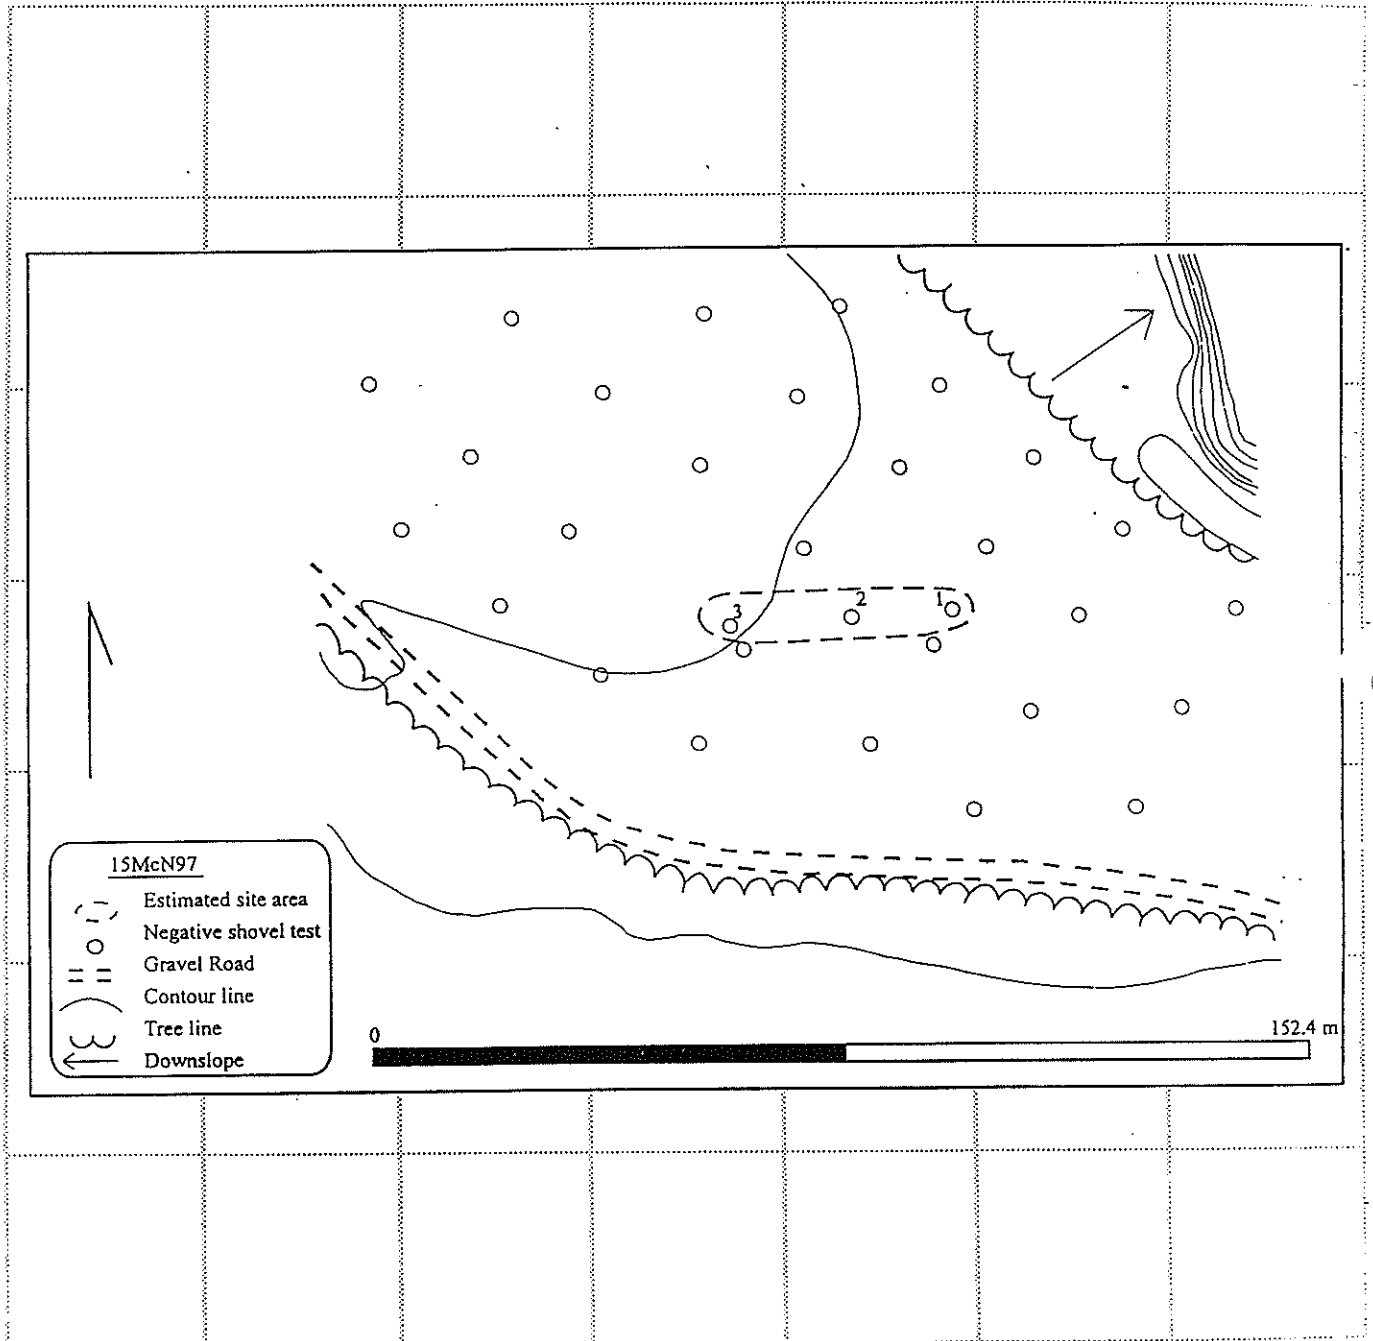 3 2 1
15McN97
Estimated site area
Negative shovel test
Gravel Road
Contour line
Tree line
Downslope
0 152.4 m